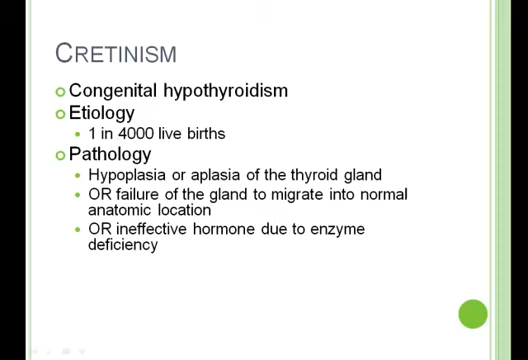 CRETINISM
Congenital hypothyroidism
Etiology
1 in 4000 live births
Pathology
Hypoplasia or aplasia of the thyroid gland
OR failure of the gland to migrate into normal
anatomic location
OR ineffective hormone due to enzyme
deficiency